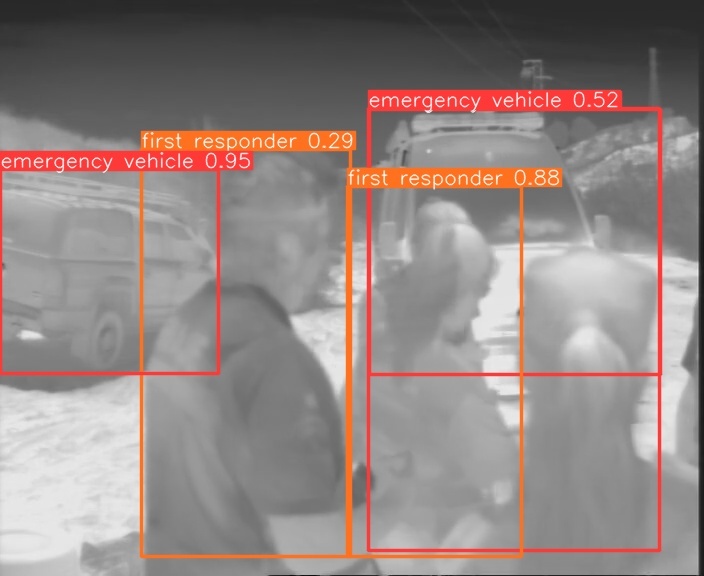 emergency vehicle 0.52
first responder 0.29
emergency vehicle 0.95
first responder 0.88